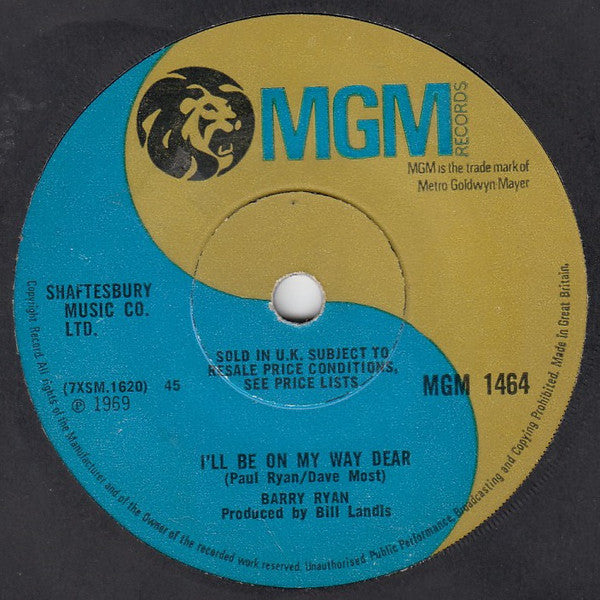 MGM
RECORDS
MGM is the trade mark of
Metro Goldwyn Mayer
SHAFTESBURY
MUSIC CO.
LTD.
(7XSM.1620) 45
℗ 1969
SOLD IN U.K. SUBJECT TO
RESALE PRICE CONDITIONS,
SEE PRICE LISTS
MGM 1464
I'LL BE ON MY WAY DEAR
(Paul Ryan/Dave Most)
BARRY RYAN
Produced by Bill Landis
Copyright Record. All rights of the Manufacturer and of the Owner of the recorded work reserved. Unauthorised Public Performance, Broadcasting and Copying Prohibited. Made in Great Britain.